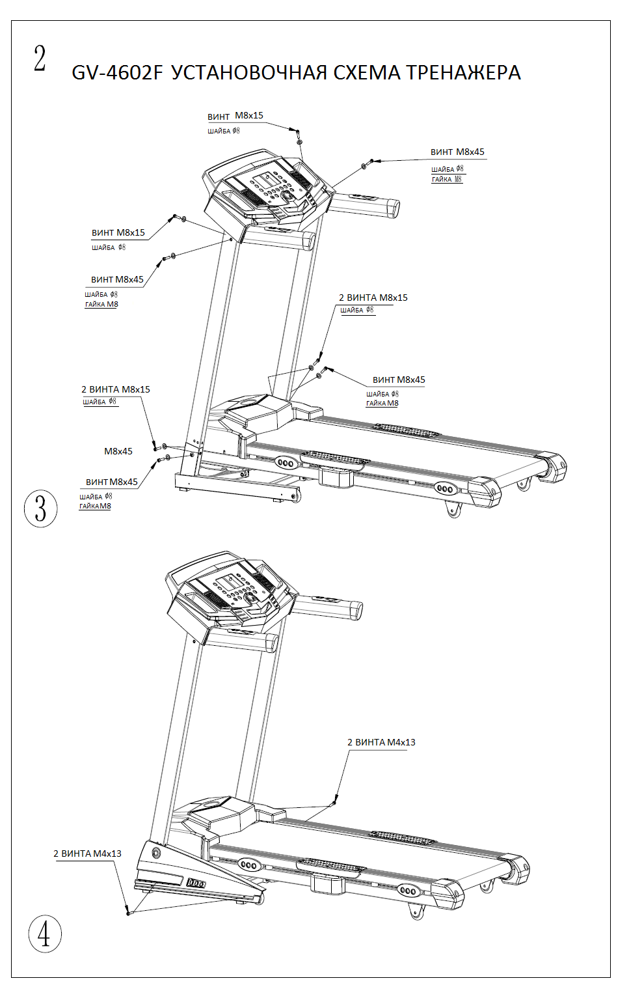 2
GV-4602F УСТАНОВОЧНАЯ СХЕМА ТРЕНАЖЕРА
ВИНТ M8x15
ШАЙБА ϕ8
ВИНТ M8x45
ШАЙБА ϕ8
ГАЙКА M8
ВИНТ M8x15
ШАЙБА ϕ8
ВИНТ M8x45
ШАЙБА ϕ8
ГАЙКА M8
2 ВИНТА M8x15
ШАЙБА ϕ8
ВИНТ M8x45
ШАЙБА ϕ8
ГАЙКА M8
2 ВИНТА M8x15
ШАЙБА ϕ8
M8x45
ВИНТ M8x45
ШАЙБА ϕ8
ГАЙКА M8
3
2 ВИНТА M4x13
2 ВИНТА M4x13
4